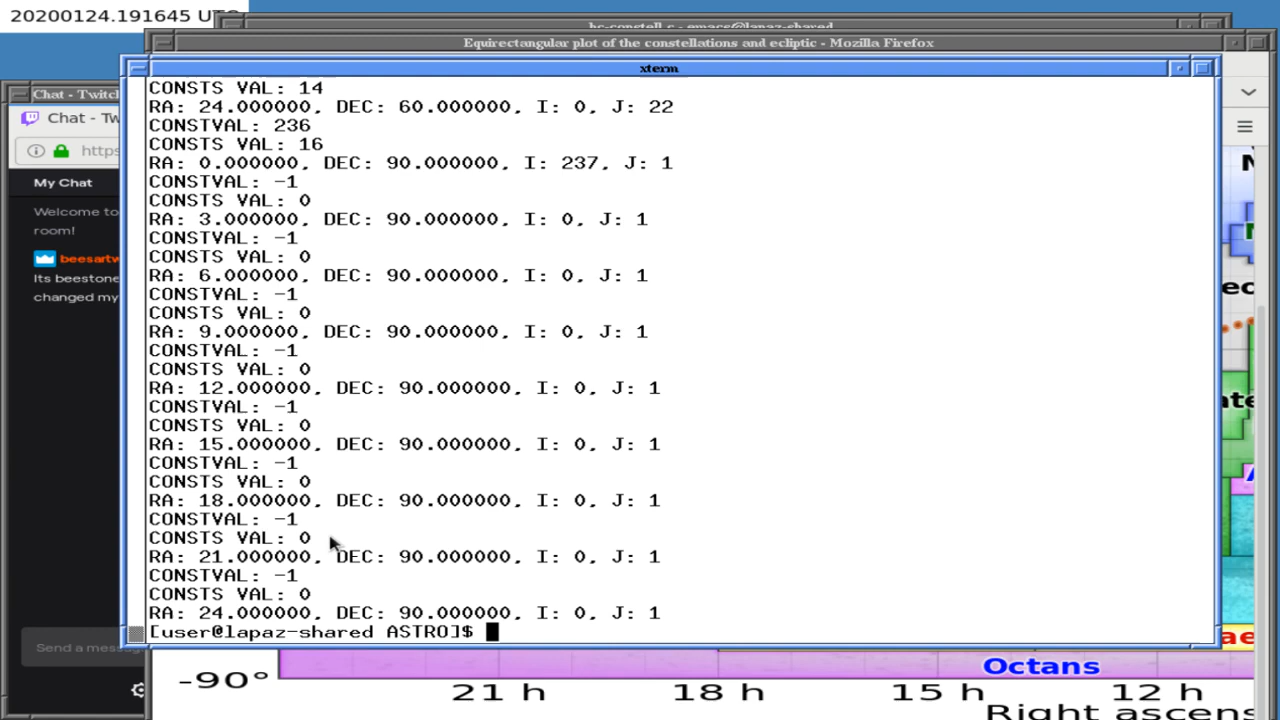 20200124.191645 UTC
hc-constell.c - emacs@lapaz-shared
Equirectangular plot of the constellations and ecliptic - Mozilla Firefox
xterm
Chat - Twitch
Chat - Tw
https
My Chat
Welcome to
room!
beesartw
Its beestone
changed my
Send a messa
CONSTS VAL: 14
RA: 24.000000, DEC: 60.000000, I: 0, J: 22
CONSTVAL: 236
CONSTS VAL: 16
RA: 0.000000, DEC: 90.000000, I: 237, J: 1
CONSTVAL: -1
CONSTS VAL: 0
RA: 3.000000, DEC: 90.000000, I: 0, J: 1
CONSTVAL: -1
CONSTS VAL: 0
RA: 6.000000, DEC: 90.000000, I: 0, J: 1
CONSTVAL: -1
CONSTS VAL: 0
RA: 9.000000, DEC: 90.000000, I: 0, J: 1
CONSTVAL: -1
CONSTS VAL: 0
RA: 12.000000, DEC: 90.000000, I: 0, J: 1
CONSTVAL: -1
CONSTS VAL: 0
RA: 15.000000, DEC: 90.000000, I: 0, J: 1
CONSTVAL: -1
CONSTS VAL: 0
RA: 18.000000, DEC: 90.000000, I: 0, J: 1
CONSTVAL: -1
CONSTS VAL: 0
RA: 21.000000, DEC: 90.000000, I: 0, J: 1
CONSTVAL: -1
CONSTS VAL: 0
RA: 24.000000, DEC: 90.000000, I: 0, J: 1
[user@lapaz-shared ASTRO]$
Octans
-90°
21 h 18 h 15 h 12 h
Right ascens